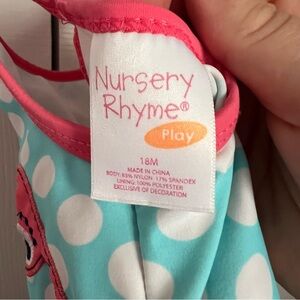 Nursery
Rhyme®
Play
18M
MADE IN CHINA
BODY: 83% NYLON 17% SPANDEX
LINING: 100% POLYESTER
EXCLUSIVE OF DECORATION